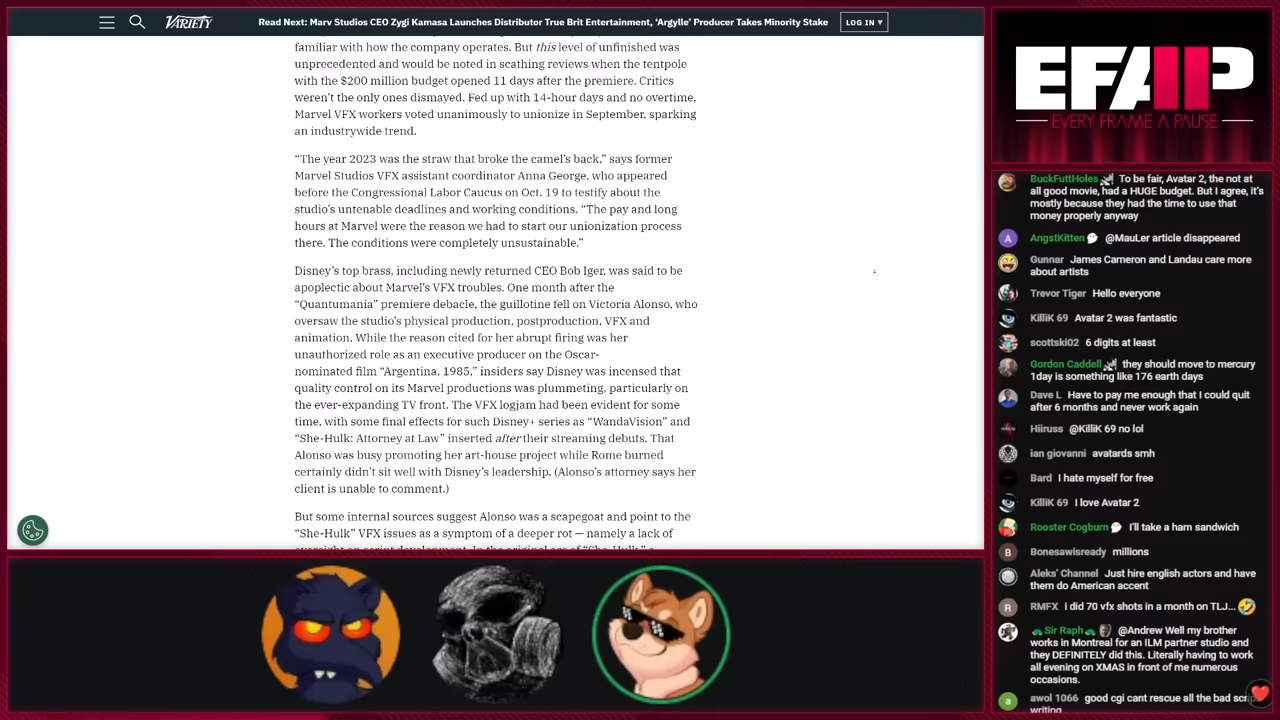 VARIETY
Read Next: Marv Studios CEO Zygi Kamasa Launches Distributor True Brit Entertainment, ‘Argylle’ Producer Takes Minority Stake
LOG IN ▾
familiar with how the company operates. But this level of unfinished was
unprecedented and would be noted in scathing reviews when the tentpole
with the $200 million budget opened 11 days after the premiere. Critics
weren’t the only ones dismayed. Fed up with 14-hour days and no overtime,
Marvel VFX workers voted unanimously to unionize in September, sparking
an industrywide trend.
“The year 2023 was the straw that broke the camel’s back,” says former
Marvel Studios VFX assistant coordinator Anna George, who appeared
before the Congressional Labor Caucus on Oct. 19 to testify about the
studio’s untenable deadlines and working conditions. “The pay and long
hours at Marvel were the reason we had to start our unionization process
there. The conditions were completely unsustainable.”
Disney’s top brass, including newly returned CEO Bob Iger, was said to be
apoplectic about Marvel’s VFX troubles. One month after the
“Quantumania” premiere debacle, the guillotine fell on Victoria Alonso, who
oversaw the studio’s physical production, postproduction, VFX and
animation. While the reason cited for her abrupt firing was her
unauthorized role as an executive producer on the Oscar-
nominated film “Argentina, 1985,” insiders say Disney was incensed that
quality control on its Marvel productions was plummeting, particularly on
the ever-expanding TV front. The VFX logjam had been evident for some
time, with some final effects for such Disney+ series as “WandaVision” and
“She-Hulk: Attorney at Law” inserted after their streaming debuts. That
Alonso was busy promoting her art-house project while Rome burned
certainly didn’t sit well with Disney’s leadership. (Alonso’s attorney says her
client is unable to comment.)
But some internal sources suggest Alonso was a scapegoat and point to the
“She-Hulk” VFX issues as a symptom of a deeper rot — namely a lack of
EFAP
EVERY FRAME A PAUSE
BuckFuttHoles To be fair, Avatar 2, the not at
all good movie, had a HUGE budget. But I agree, it's
mostly because they had the time to use that
money properly anyway
AngstKitten @MauLer article disappeared
Gunnar James Cameron and Landau care more
about artists
Trevor Tiger Hello everyone
KilliK 69 Avatar 2 was fantastic
scottski02 6 digits at least
Gordon Caddell they should move to mercury
1day is something like 176 earth days
Dave L Have to pay me enough that I could quit
after 6 months and never work again
Hiiruss @KilliK 69 no lol
ian giovanni avatards smh
Bard I hate myself for free
KilliK 69 I love Avatar 2
Rooster Cogburn I'll take a ham sandwich
Bonesawisready millions
Aleks' Channel Just hire english actors and have
them do American accent
RMFX i did 70 vfx shots in a month on TLJ...
Sir Raph @Andrew Well my brother
works in Montreal for an ILM partner studio and
they DEFINITELY did this. Literally having to work
all evening on XMAS in front of me numerous
occasions.
awol 1066 good cgi cant rescue all the bad
writing